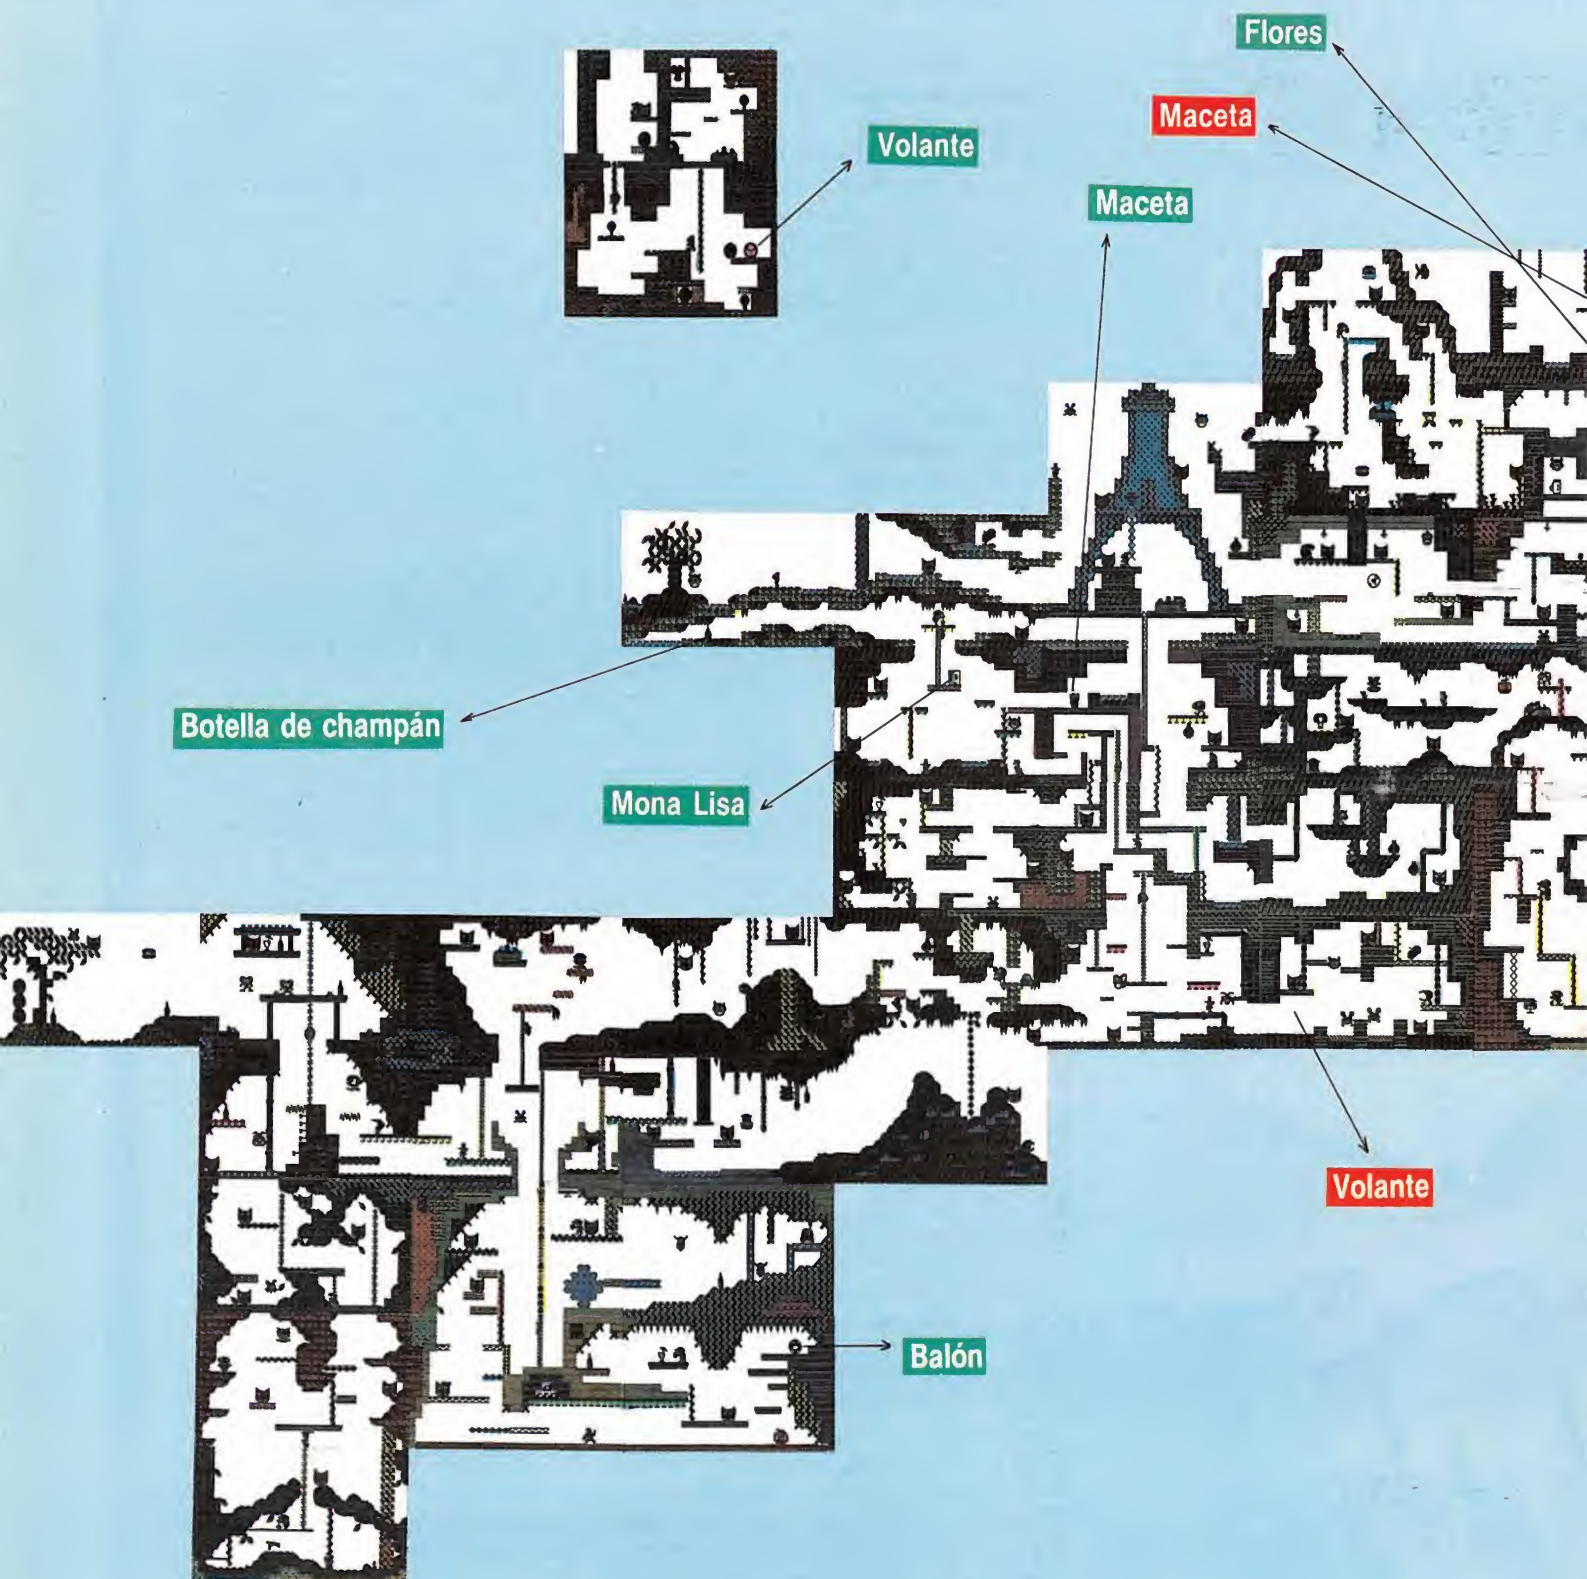 Flores
Maceta
Volante
Maceta
Botella de champán
Mona Lisa
Volante
Balón